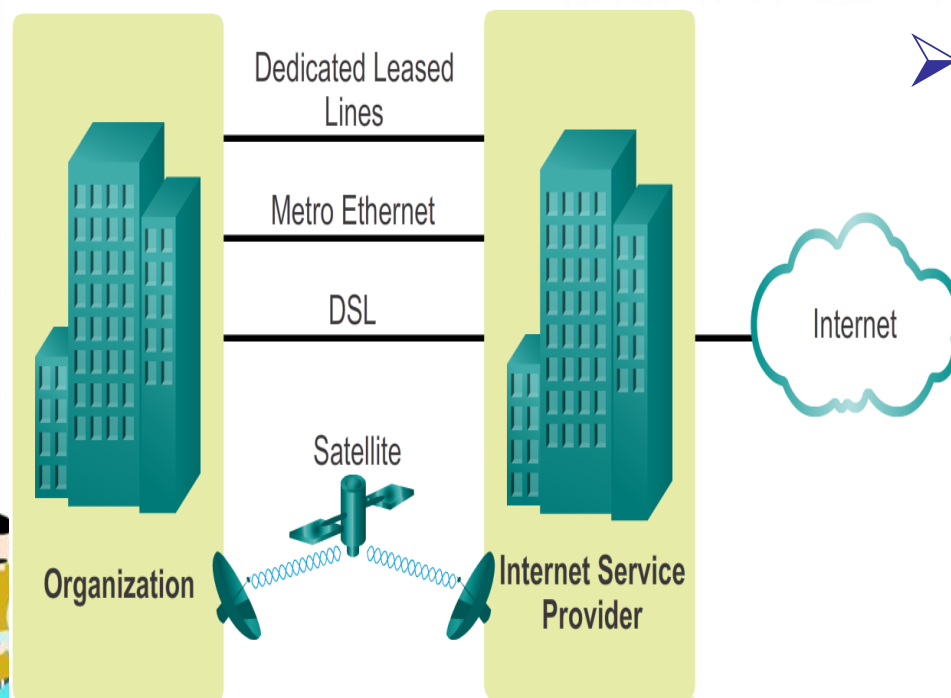 Dedicated Leased
Lines
Metro Ethernet
DSL
Internet
Satellite
Organization
Internet Service
Provider